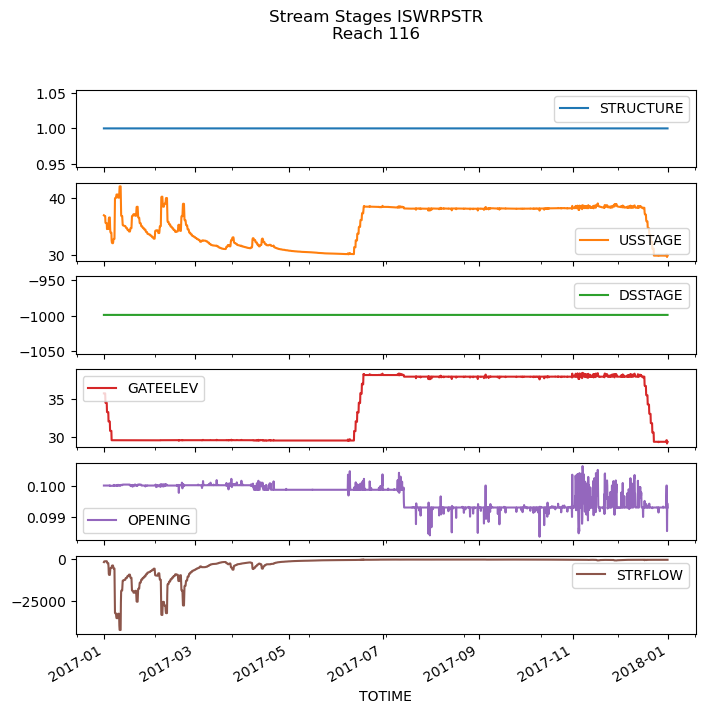 Stream Stages ISWRPSTR
Reach 116
1.05
1.00
0.95
STRUCTURE
40
30
USSTAGE
−950
−1000
−1050
DSSTAGE
35
30
GATEELEV
0.100
0.099
OPENING
0
−25000
STRFLOW
2017-01
2017-03
2017-05
2017-07
2017-09
2017-11
2018-01
TOTIME